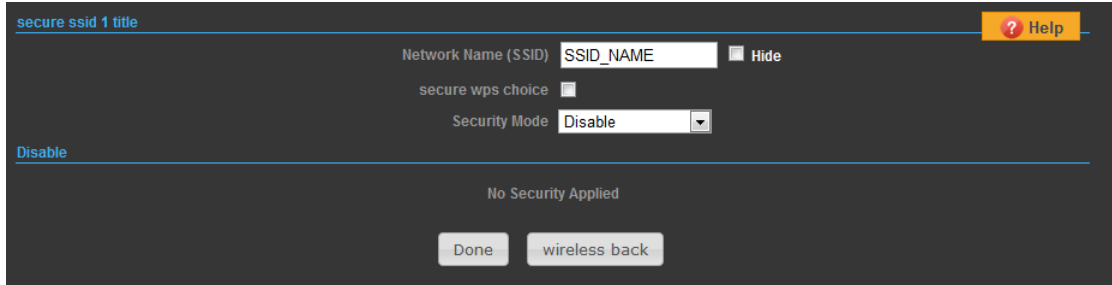 secure ssid 1 title
? Help
Network Name (SSID) SSID_NAME Hide
secure wps choice
Security Mode Disable
Disable
No Security Applied
Done wireless back